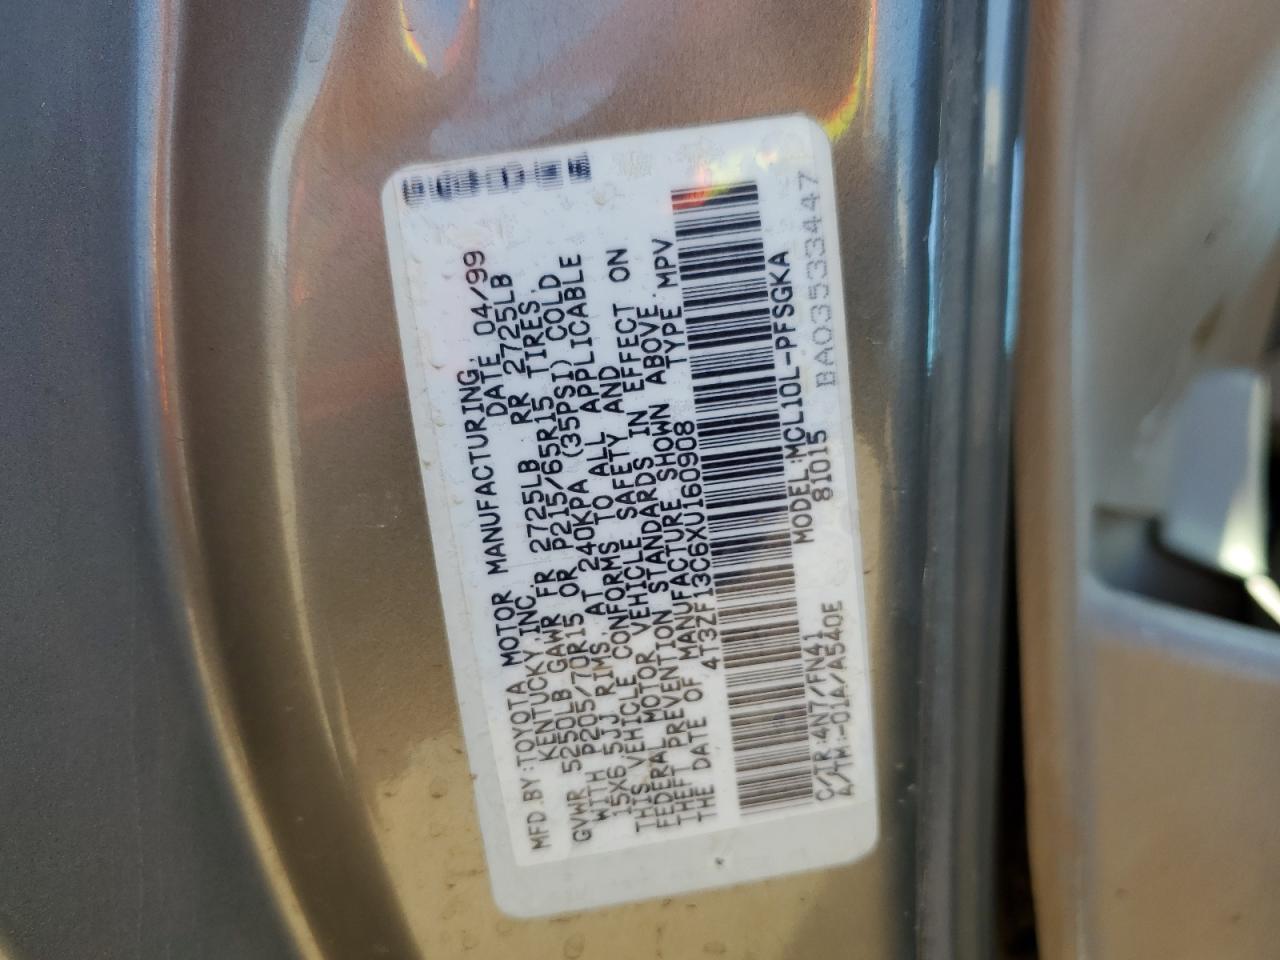 MFD.BY:TOYOTA MOTOR MANUFACTURING,
KENTUCKY,INC. DATE 04/99
GVWR 5250LB GAWR FR 2725LB RR 2725LB
WITH P205/70R15 OR P215/65R15 TIRES,
15X6.5JJ RIMS, AT 240KPA (35PSI) COLD
THIS VEHICLE CONFORMS TO ALL APPLICABLE
FEDERAL MOTOR VEHICLE SAFETY AND
THEFT PREVENTION STANDARDS IN EFFECT ON
THE DATE OF MANUFACTURE SHOWN ABOVE.
4T3ZF13C6XU160908 TYPE:MPV
MODEL:MCL10L-PFSGKA
C/TR:4N7/FN41 81015
A/TM:-01A/A540E
BA03533447